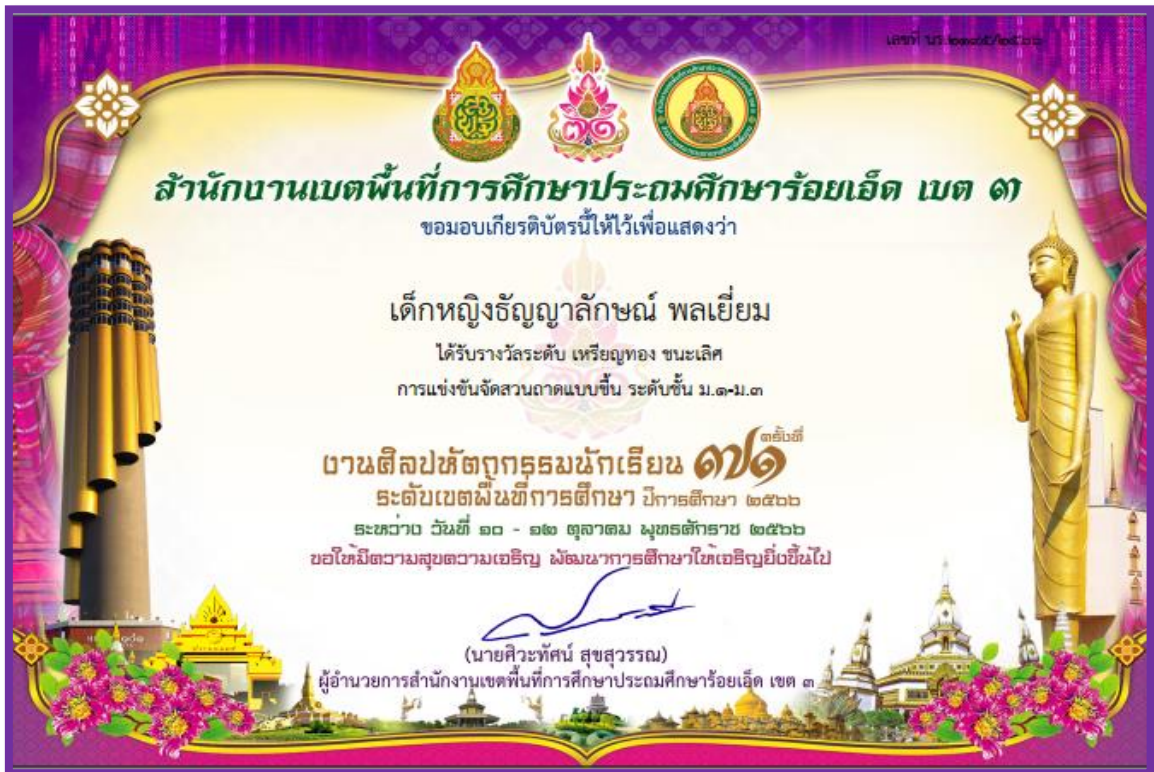 เลขที่ นร.
สำนักงานเขตพื้นที่การศึกษาประถมศึกษาร้อยเอ็ด เขต ๓
ขอมอบเกียรติบัตรนี้ให้ไว้เพื่อแสดงว่า
เด็กหญิงธัญญาลักษณ์ พลเยี่ยม
ได้รับรางวัลระดับ เหรียญทอง ชนะเลิศ
การแข่งขันจัดสวนถาดแบบชื้น ระดับชั้น ม.๑-ม.๓
งานศิลปหัตถกรรมนักเรียน ครั้งที่ ๗๑
ระดับเขตพื้นที่การศึกษา ปีการศึกษา ๒๕๖๖
ระหว่าง วันที่ ๑๐ - ๑๒ ตุลาคม พุทธศักราช ๒๕๖๖
ขอให้มีความสุขความเจริญ พัฒนาการศึกษาให้เจริญยิ่งขึ้นไป
(นายศิวะทัศน์ สุขสุวรรณ)
ผู้อำนวยการสำนักงานเขตพื้นที่การศึกษาประถมศึกษาร้อยเอ็ด เขต ๓